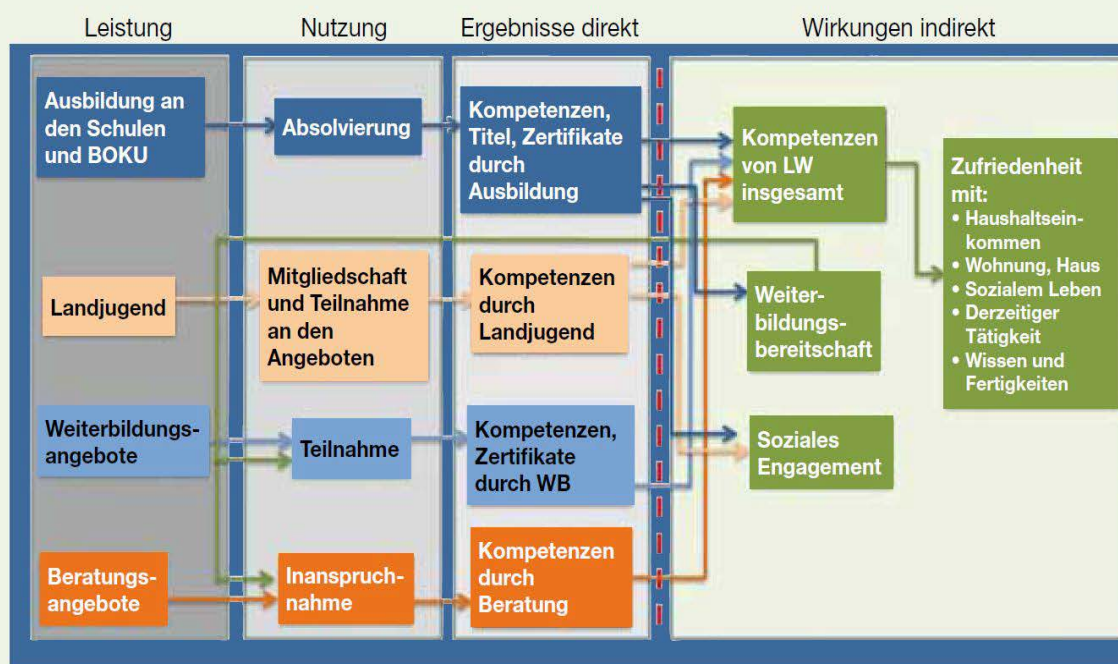 Leistung
Nutzung
Ergebnisse direkt
Wirkungen indirekt
Ausbildung an
den Schulen
und BOKU
Absolvierung
Kompetenzen,
Titel, Zertifikate
durch
Ausbildung
Kompetenzen
von LW
insgesamt
Zufriedenheit
mit:
• Haushaltsein-
kommen
• Wohnung, Haus
• Sozialem Leben
• Derzeitiger
Tätigkeit
• Wissen und
Fertigkeiten
Landjugend
Mitgliedschaft
und Teilnahme
an den
Angeboten
Kompetenzen
durch
Landjugend
Weiter-
bildungs-
bereitschaft
Weiterbildungs-
angebote
Teilnahme
Kompetenzen,
Zertifikate
durch WB
Soziales
Engagement
Beratungs-
angebote
Inanspruch-
nahme
Kompetenzen
durch
Beratung